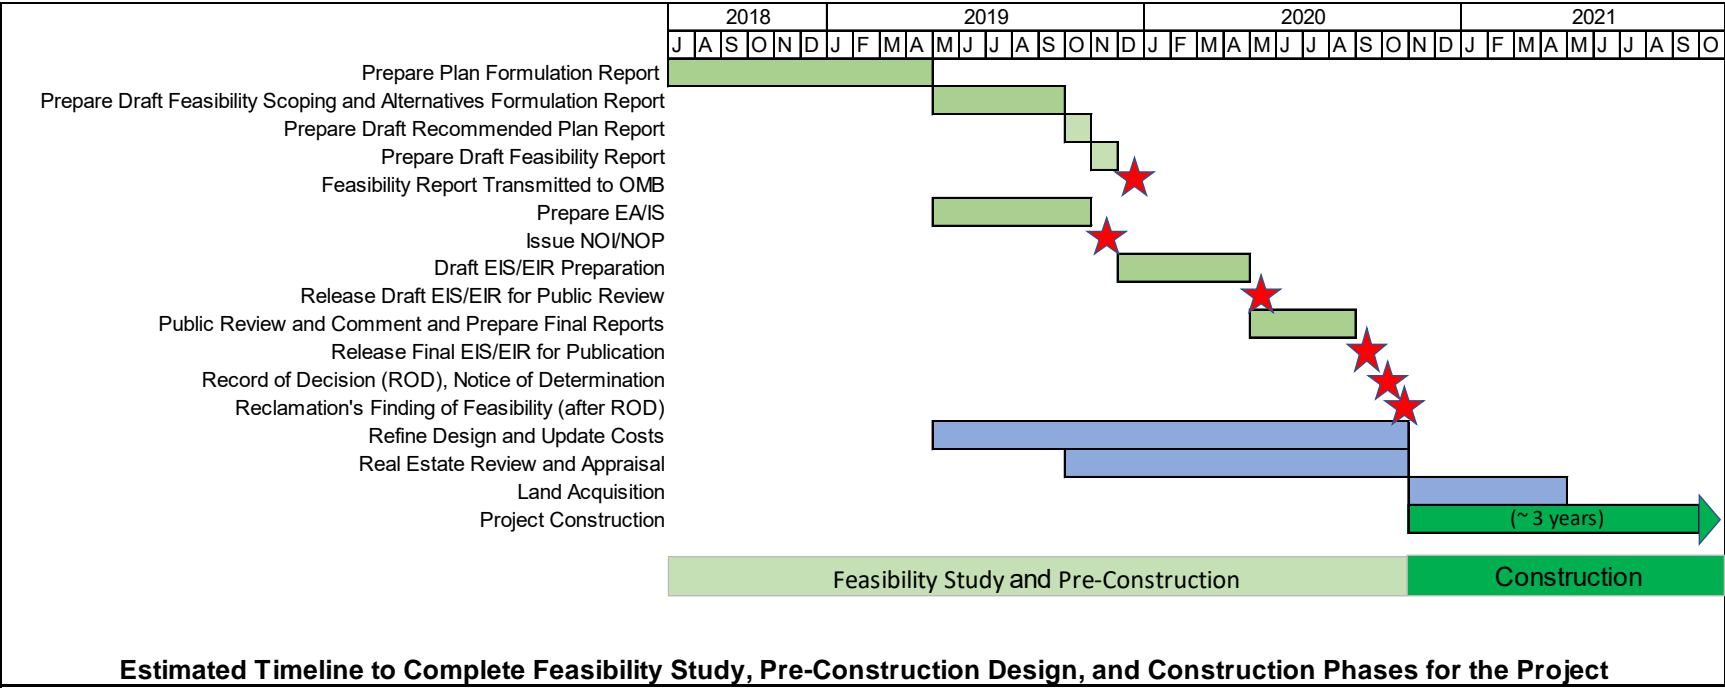 2018 2019 2020 2021
J A S O N D J F M A M J J A S O N D J F M A M J J A S O N D J F M A M J J A S O
Prepare Plan Formulation Report
Prepare Draft Feasibility Scoping and Alternatives Formulation Report
Prepare Draft Recommended Plan Report
Prepare Draft Feasibility Report
Feasibility Report Transmitted to OMB
Prepare EA/IS
Issue NOI/NOP
Draft EIS/EIR Preparation
Release Draft EIS/EIR for Public Review
Public Review and Comment and Prepare Final Reports
Release Final EIS/EIR for Publication
Record of Decision (ROD), Notice of Determination
Reclamation's Finding of Feasibility (after ROD)
Refine Design and Update Costs
Real Estate Review and Appraisal
Land Acquisition
Project Construction (~ 3 years)
Feasibility Study and Pre-Construction Construction
Estimated Timeline to Complete Feasibility Study, Pre-Construction Design, and Construction Phases for the Project